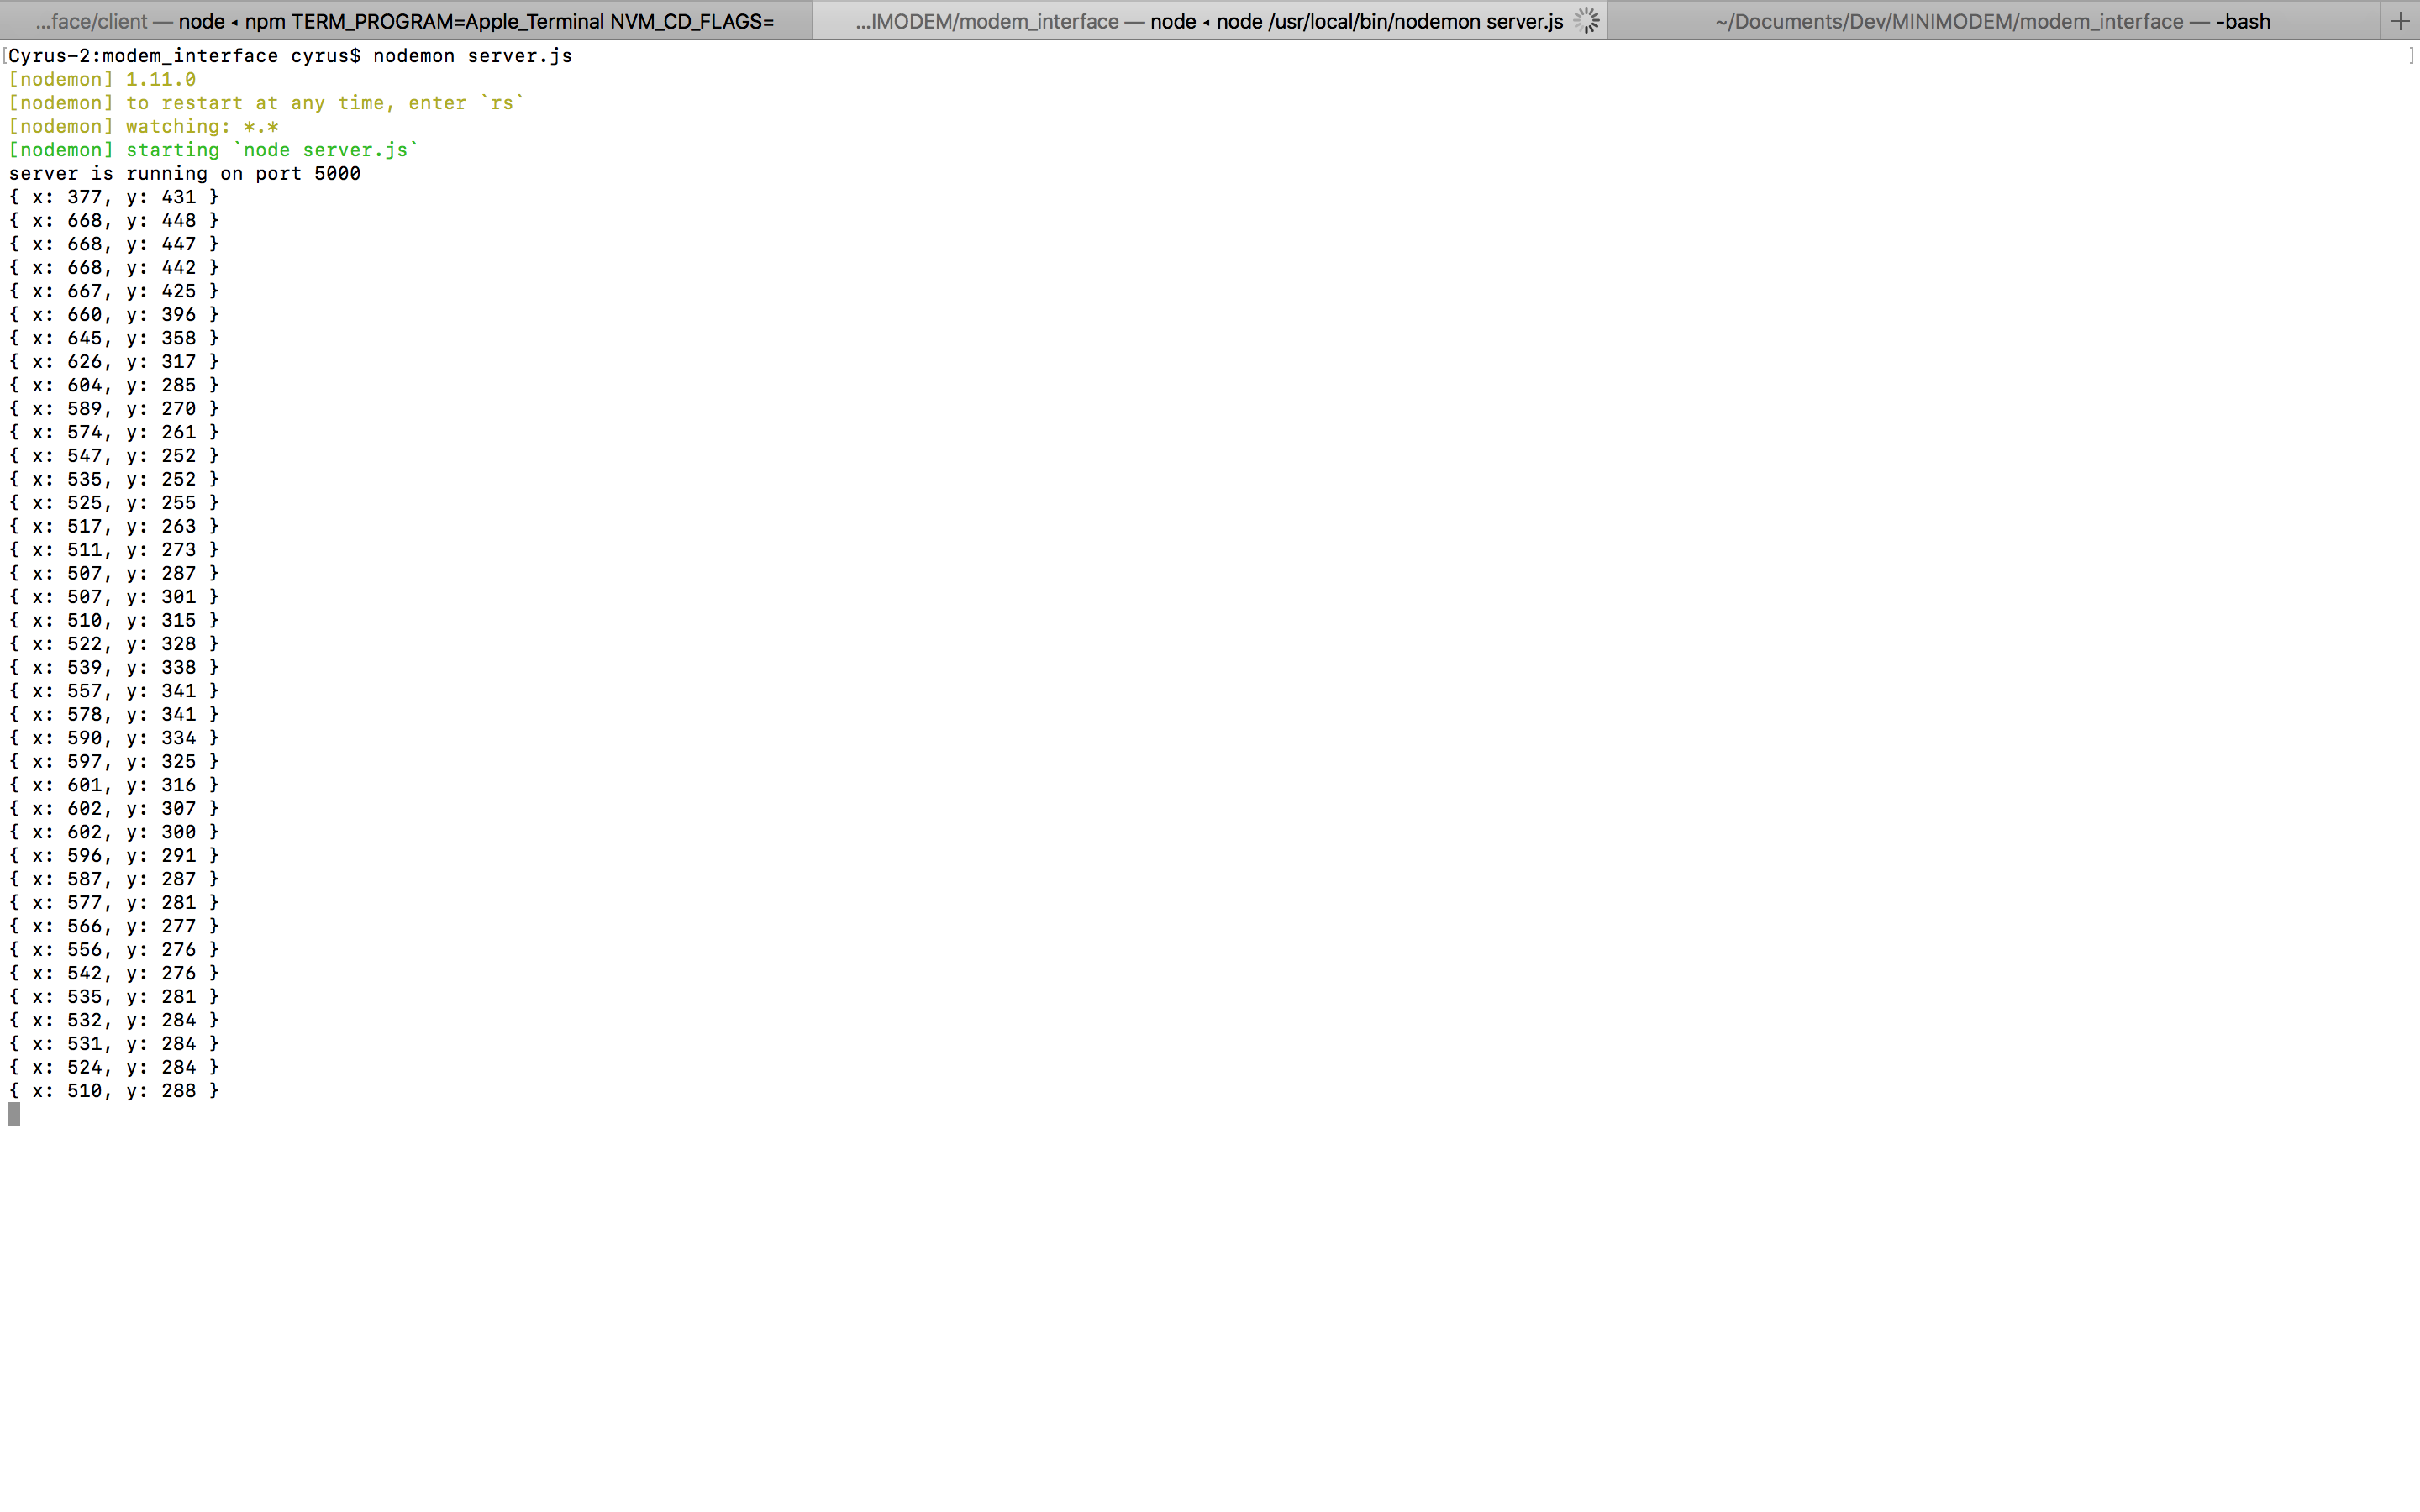 ...face/client — node ◂ npm TERM_PROGRAM=Apple_Terminal NVM_CD_FLAGS=
...IMODEM/modem_interface — node ◂ node /usr/local/bin/nodemon server.js
~/Documents/Dev/MINIMODEM/modem_interface — -bash
[Cyrus-2:modem_interface cyrus$ nodemon server.js ]
[nodemon] 1.11.0
[nodemon] to restart at any time, enter `rs`
[nodemon] watching: *.*
[nodemon] starting `node server.js`
server is running on port 5000
{ x: 377, y: 431 }
{ x: 668, y: 448 }
{ x: 668, y: 447 }
{ x: 668, y: 442 }
{ x: 667, y: 425 }
{ x: 660, y: 396 }
{ x: 645, y: 358 }
{ x: 626, y: 317 }
{ x: 604, y: 285 }
{ x: 589, y: 270 }
{ x: 574, y: 261 }
{ x: 547, y: 252 }
{ x: 535, y: 252 }
{ x: 525, y: 255 }
{ x: 517, y: 263 }
{ x: 511, y: 273 }
{ x: 507, y: 287 }
{ x: 507, y: 301 }
{ x: 510, y: 315 }
{ x: 522, y: 328 }
{ x: 539, y: 338 }
{ x: 557, y: 341 }
{ x: 578, y: 341 }
{ x: 590, y: 334 }
{ x: 597, y: 325 }
{ x: 601, y: 316 }
{ x: 602, y: 307 }
{ x: 602, y: 300 }
{ x: 596, y: 291 }
{ x: 587, y: 287 }
{ x: 577, y: 281 }
{ x: 566, y: 277 }
{ x: 556, y: 276 }
{ x: 542, y: 276 }
{ x: 535, y: 281 }
{ x: 532, y: 284 }
{ x: 531, y: 284 }
{ x: 524, y: 284 }
{ x: 510, y: 288 }